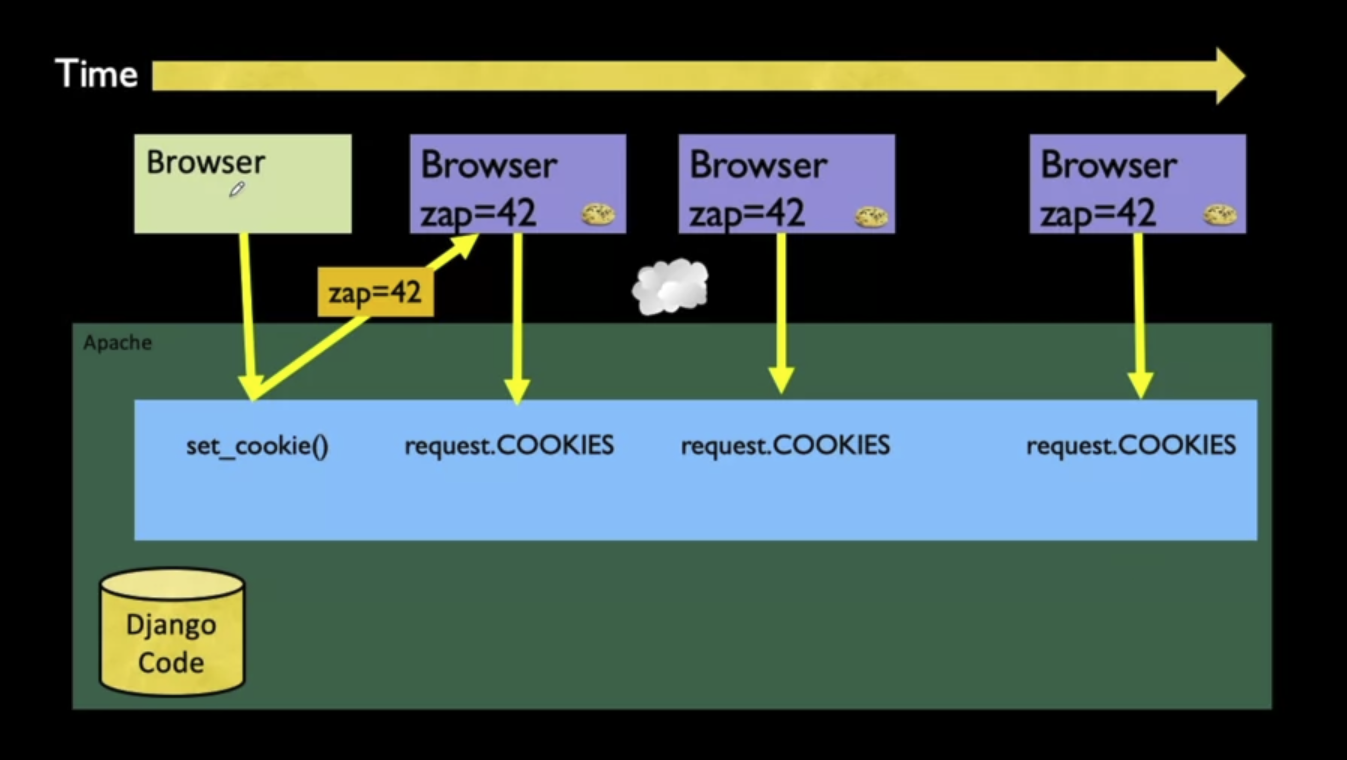 Time
Browser
Browser
zap=42
Browser
zap=42
Browser
zap=42
zap=42
Apache
set_cookie()
request.COOKIES
request.COOKIES
request.COOKIES
Django
Code